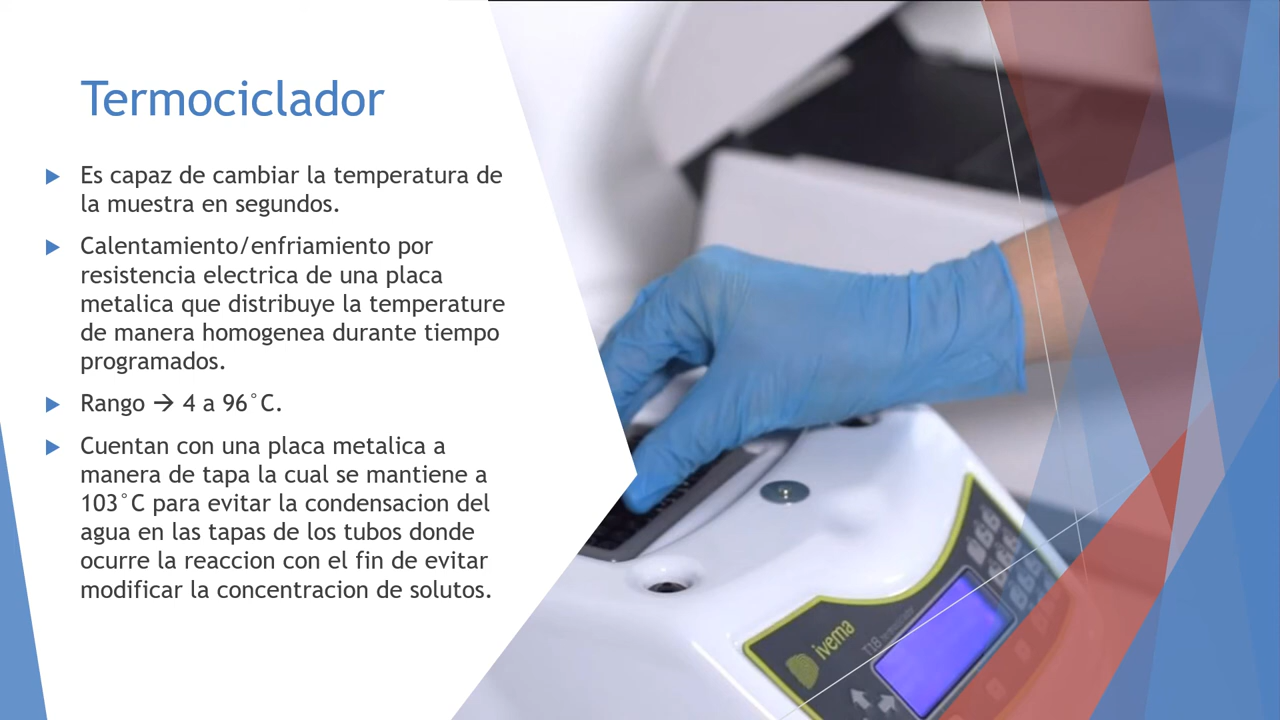 Termociclador
Es capaz de cambiar la temperatura de
la muestra en segundos.
Calentamiento/enfriamiento por
resistencia electrica de una placa
metalica que distribuye la temperature
de manera homogenea durante tiempo
programados.
Rango → 4 a 96°C.
Cuentan con una placa metalica a
manera de tapa la cual se mantiene a
103°C para evitar la condensacion del
agua en las tapas de los tubos donde
ocurre la reaccion con el fin de evitar
modificar la concentracion de solutos.
ivema
T18